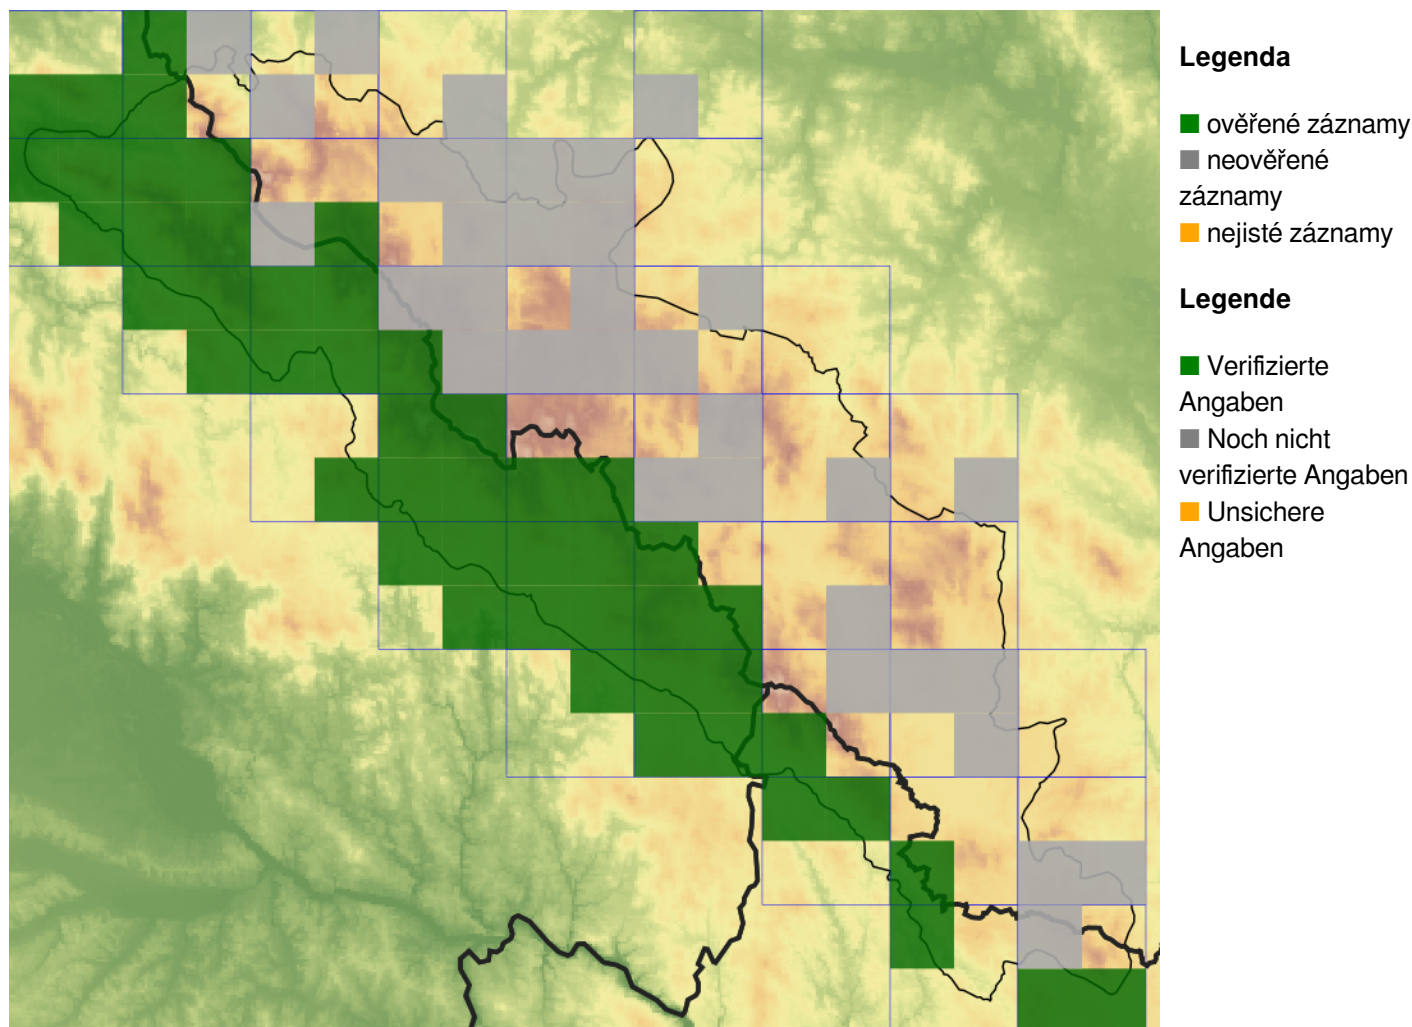 Legenda
ověřené záznamy
neověřené
záznamy
nejisté záznamy
Legende
Verifizierte
Angaben
Noch nicht
verifizierte Angaben
Unsichere
Angaben